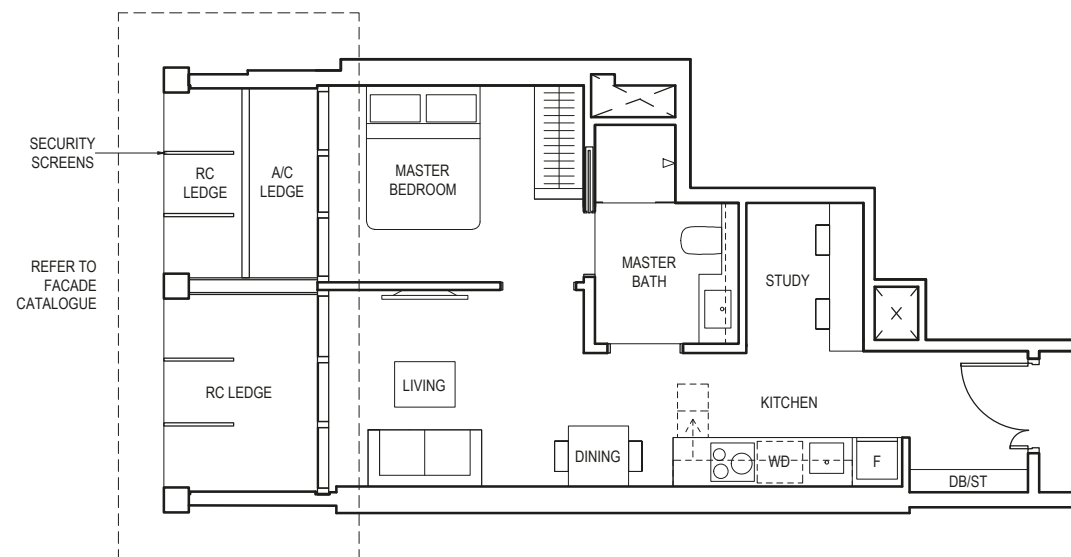 SECURITY
SCREENS
RC
LEDGE
A/C
LEDGE
MASTER
BEDROOM
REFER TO
FACADE
CATALOGUE
MASTER
BATH
STUDY
RC LEDGE
LIVING
KITCHEN
DINING
WD
F
DB/ST